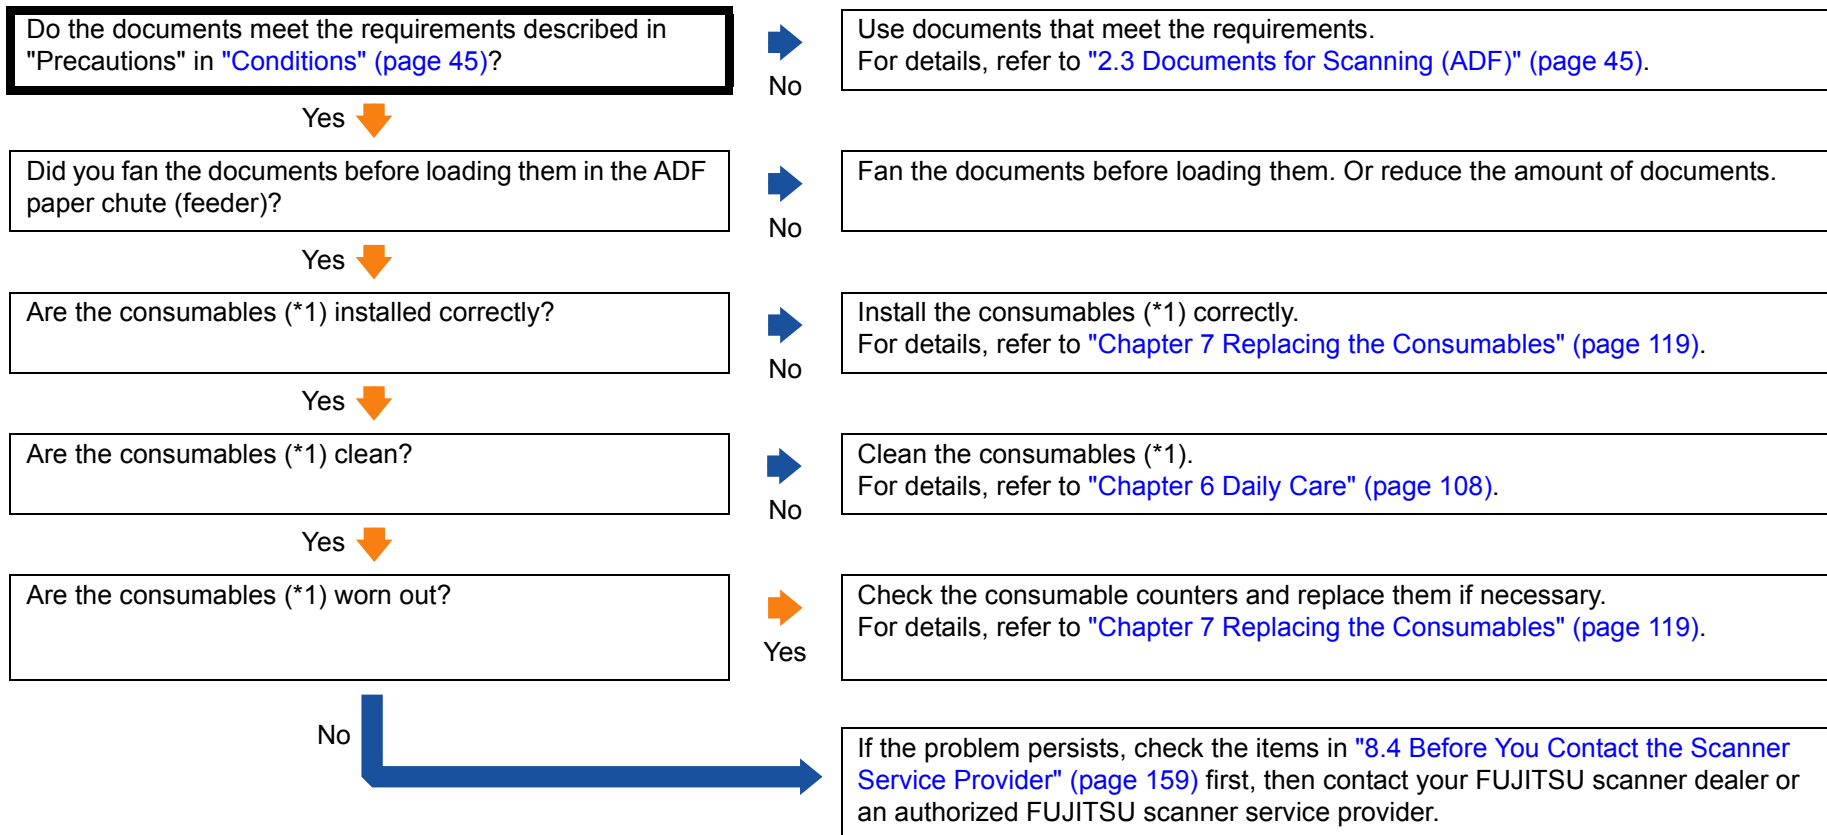 Do the documents meet the requirements described in
"Precautions" in "Conditions" (page 45)?
No
Use documents that meet the requirements.
For details, refer to "2.3 Documents for Scanning (ADF)" (page 45).
Yes
Did you fan the documents before loading them in the ADF
paper chute (feeder)?
No
Fan the documents before loading them. Or reduce the amount of documents.
Yes
Are the consumables (*1) installed correctly?
No
Install the consumables (*1) correctly.
For details, refer to "Chapter 7 Replacing the Consumables" (page 119).
Yes
Are the consumables (*1) clean?
No
Clean the consumables (*1).
For details, refer to "Chapter 6 Daily Care" (page 108).
Yes
Are the consumables (*1) worn out?
Yes
Check the consumable counters and replace them if necessary.
For details, refer to "Chapter 7 Replacing the Consumables" (page 119).
No
If the problem persists, check the items in "8.4 Before You Contact the Scanner
Service Provider" (page 159) first, then contact your FUJITSU scanner dealer or
an authorized FUJITSU scanner service provider.